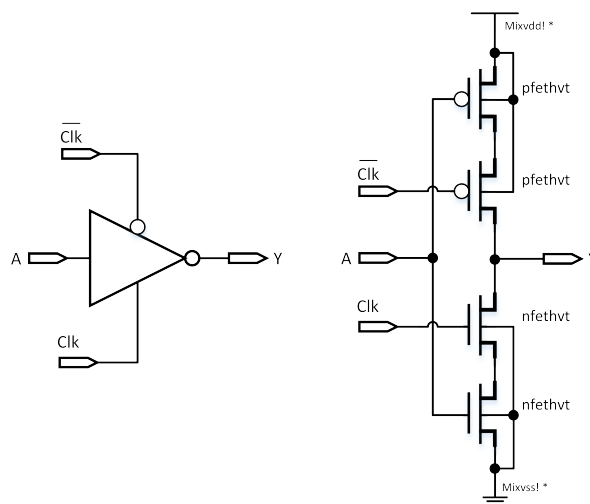 Mixvdd! *
pfethvt
Clk
Clk
pfethvt
A
Y
A
Clk
nfethvt
Clk
nfethvt
Mixvss! *